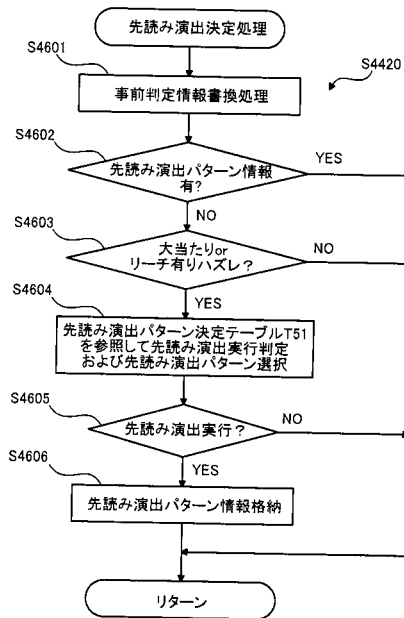 先読み演出決定処理
S4601
S4420
事前判定情報書換処理
S4602
先読み演出パターン情報
有?
YES
NO
S4603
大当たりor
リーチ有りハズレ?
NO
YES
S4604
先読み演出パターン決定テーブルT51
を参照して先読み演出実行判定
および先読み演出パターン選択
S4605
先読み演出実行?
NO
YES
S4606
先読み演出パターン情報格納
リターン